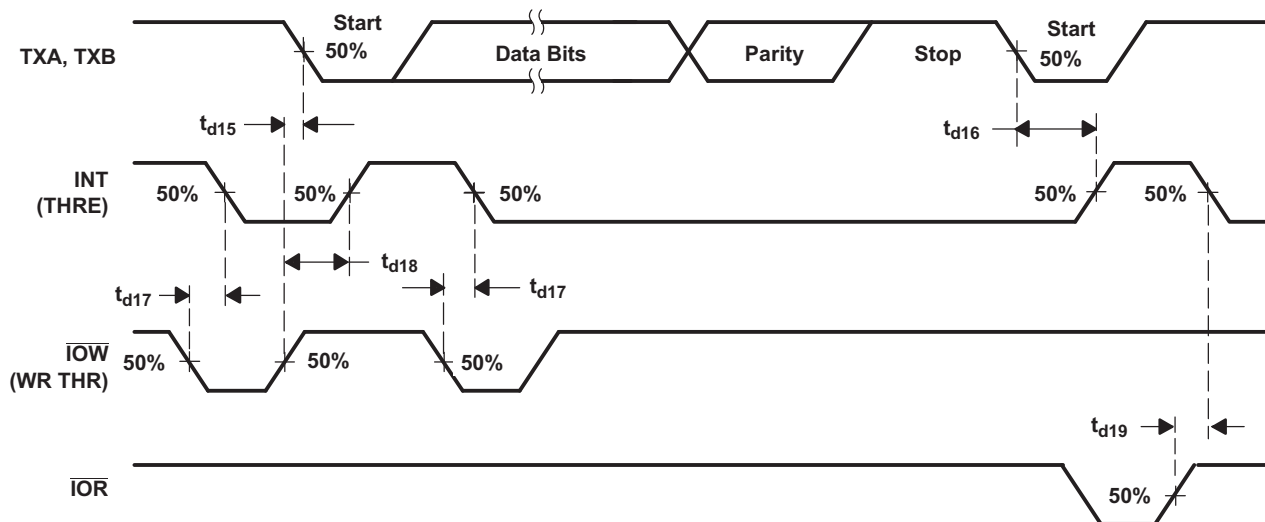 Start
Start
TXA, TXB
50%
Data Bits
Parity
Stop
50%
td15
td16
INT
(THRE)
50%
50%
50%
50%
50%
td18
td17
td17
IOW
(WR THR)
50%
50%
50%
td19
IOR
50%